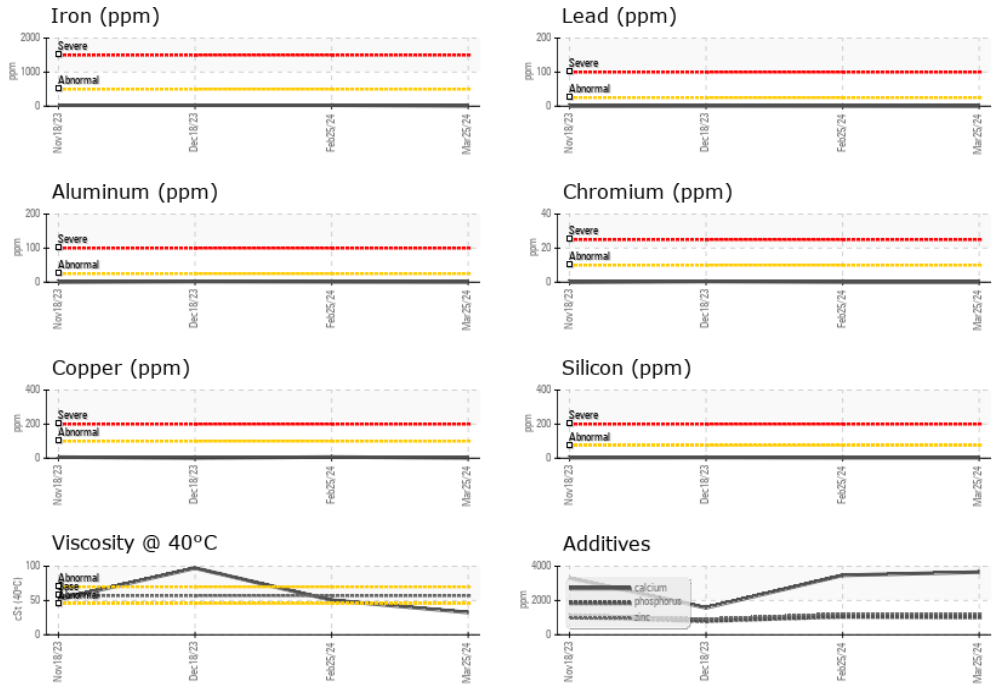 Iron (ppm)
2000
1000
0
ppm
Severe
Abnormal
Nov18/23
Dec18/23
Feb25/24
Mar25/24
Lead (ppm)
200
100
0
ppm
Severe
Abnormal
Nov18/23
Dec18/23
Feb25/24
Mar25/24
Aluminum (ppm)
200
100
0
ppm
Severe
Abnormal
Nov18/23
Dec18/23
Feb25/24
Mar25/24
Chromium (ppm)
40
20
0
ppm
Severe
Abnormal
Nov18/23
Dec18/23
Feb25/24
Mar25/24
Copper (ppm)
400
200
0
ppm
Severe
Abnormal
Nov18/23
Dec18/23
Feb25/24
Mar25/24
Silicon (ppm)
400
200
0
ppm
Severe
Abnormal
Nov18/23
Dec18/23
Feb25/24
Mar25/24
Viscosity @ 40°C
100
50
0
cSt (40°C)
Abnormal
Base
Abnormal
Nov18/23
Dec18/23
Feb25/24
Mar25/24
Additives
4000
2000
0
ppm
calcium
phosphorus
zinc
Nov18/23
Dec18/23
Feb25/24
Mar25/24